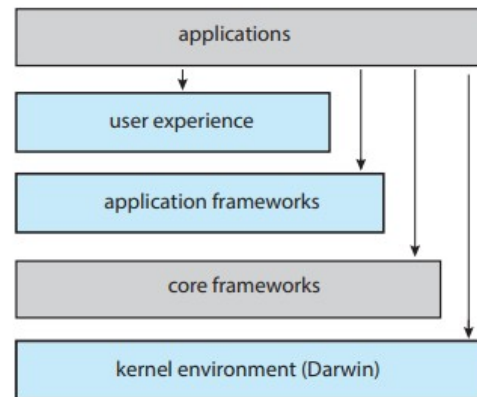 applications
user experience
application frameworks
core frameworks
kernel environment (Darwin)